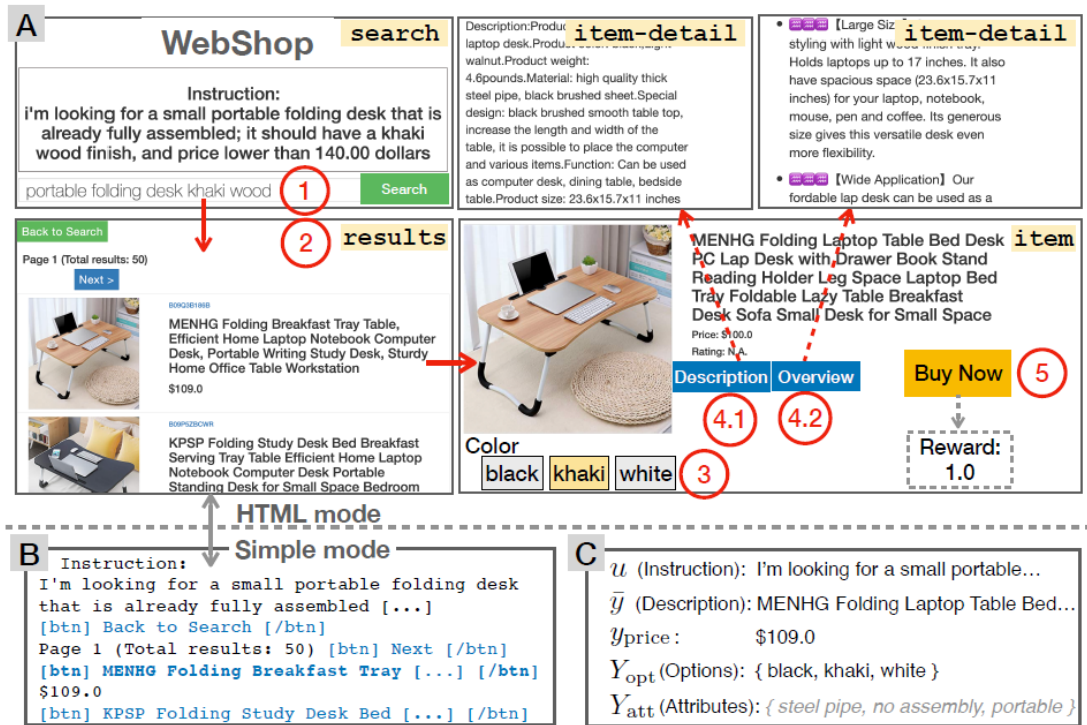 A
WebShop
search
Instruction:
i'm looking for a small portable folding desk that is
already fully assembled; it should have a khaki
wood finish, and price lower than 140.00 dollars
portable folding desk khaki wood
1
Search
item-detail
Description:Produc
laptop desk.Product
walnut.Product weight:
4.6pounds.Material: high quality thick
steel pipe, black brushed sheet.Special
design: black brushed smooth table top,
increase the length and width of the
table, it is possible to place the computer
and various items.Function: Can be used
as computer desk, dining table, bedside
table.Product size: 23.6x15.7x11 inches
item-detail
【Large Siz
styling with light wood finish tray.
Holds laptops up to 17 inches. It also
have spacious space (23.6x15.7x11
inches) for your laptop, notebook,
mouse, pen and coffee. Its generous
size gives this versatile desk even
more flexibility.
【Wide Application】Our
fordable lap desk can be used as a
Back to Search
2
results
Page 1 (Total results: 50)
Next >
MENHG Folding Breakfast Tray Table,
Efficient Home Laptop Notebook Computer
Desk, Portable Writing Study Desk, Sturdy
Home Office Table Workstation
$109.0
KPSP Folding Study Desk Bed Breakfast
Serving Tray Table Efficient Home Laptop
Notebook Computer Desk Portable
Standing Desk for Small Space Bedroom
item
MENHG Folding Laptop Table Bed Desk
PC Lap Desk with Drawer Book Stand
Reading Holder Leg Space Laptop Bed
Tray Foldable Lazy Table Breakfast
Desk Sofa Small Desk for Small Space
Price: $100.0
Rating: N.A.
Description Overview
4.1 4.2
Buy Now
5
Reward:
1.0
Color
black khaki white
3
HTML mode
Simple mode
B
Instruction:
I'm looking for a small portable folding desk
that is already fully assembled [...]
[btn] Back to Search [/btn]
Page 1 (Total results: 50) [btn] Next [/btn]
[btn] MENHG Folding Breakfast Tray [...] [/btn]
$109.0
[btn] KPSP Folding Study Desk Bed [...] [/btn]
C
u (Instruction): I'm looking for a small portable...
ȳ (Description): MENHG Folding Laptop Table Bed...
y_price : $109.0
Y_opt (Options): { black, khaki, white }
Y_att (Attributes): { steel pipe, no assembly, portable }